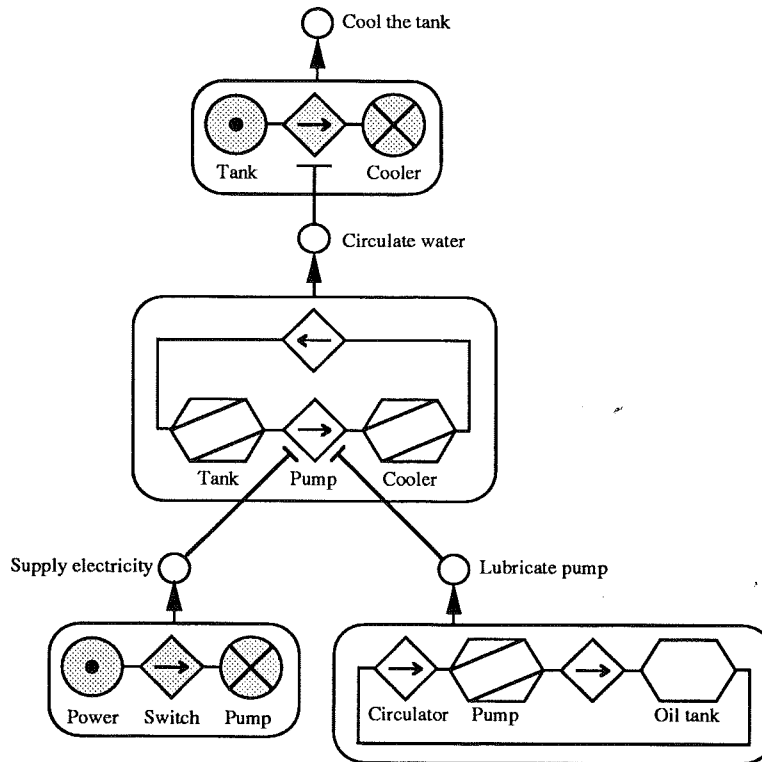 Cool the tank
Tank Cooler
Circulate water
Tank Pump Cooler
Supply electricity Lubricate pump
Power Switch Pump
Circulator Pump Oil tank